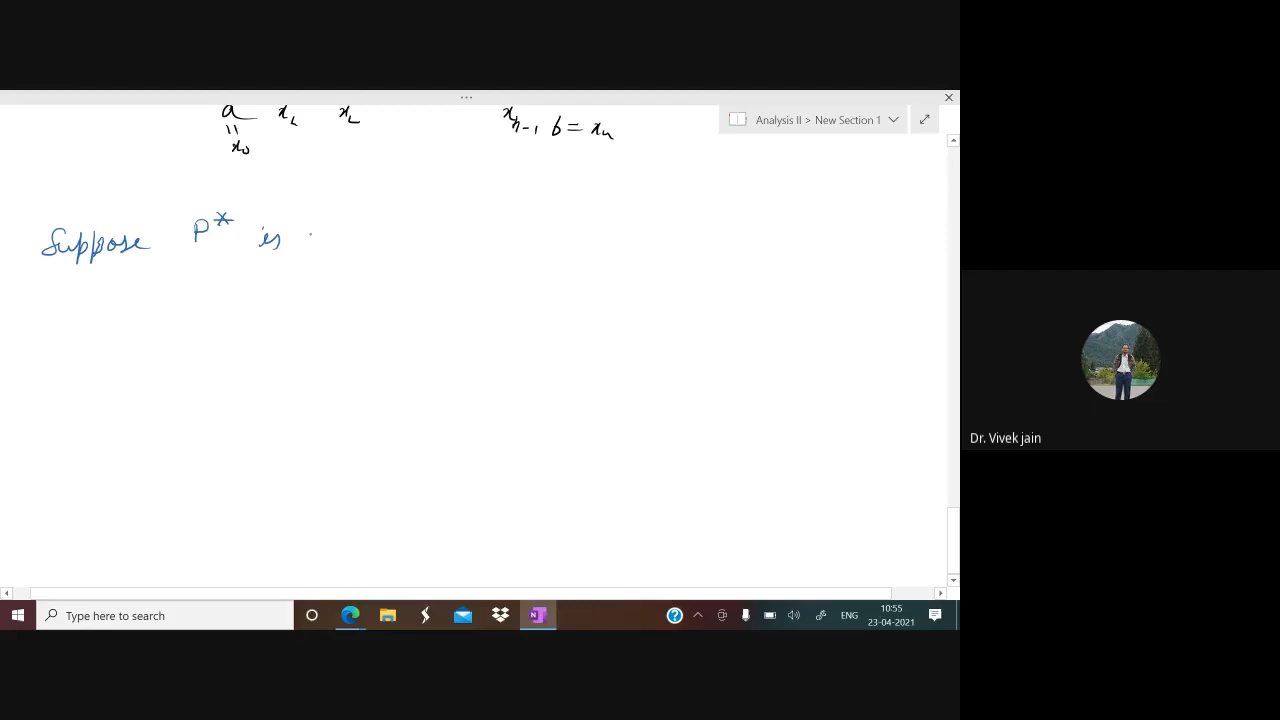 a x₁ x₂ xₙ₋₁ b = xₙ
||
x₀
Analysis II > New Section 1
Suppose P* is
Dr. Vivek jain
Type here to search
ENG
10:55
23-04-2021